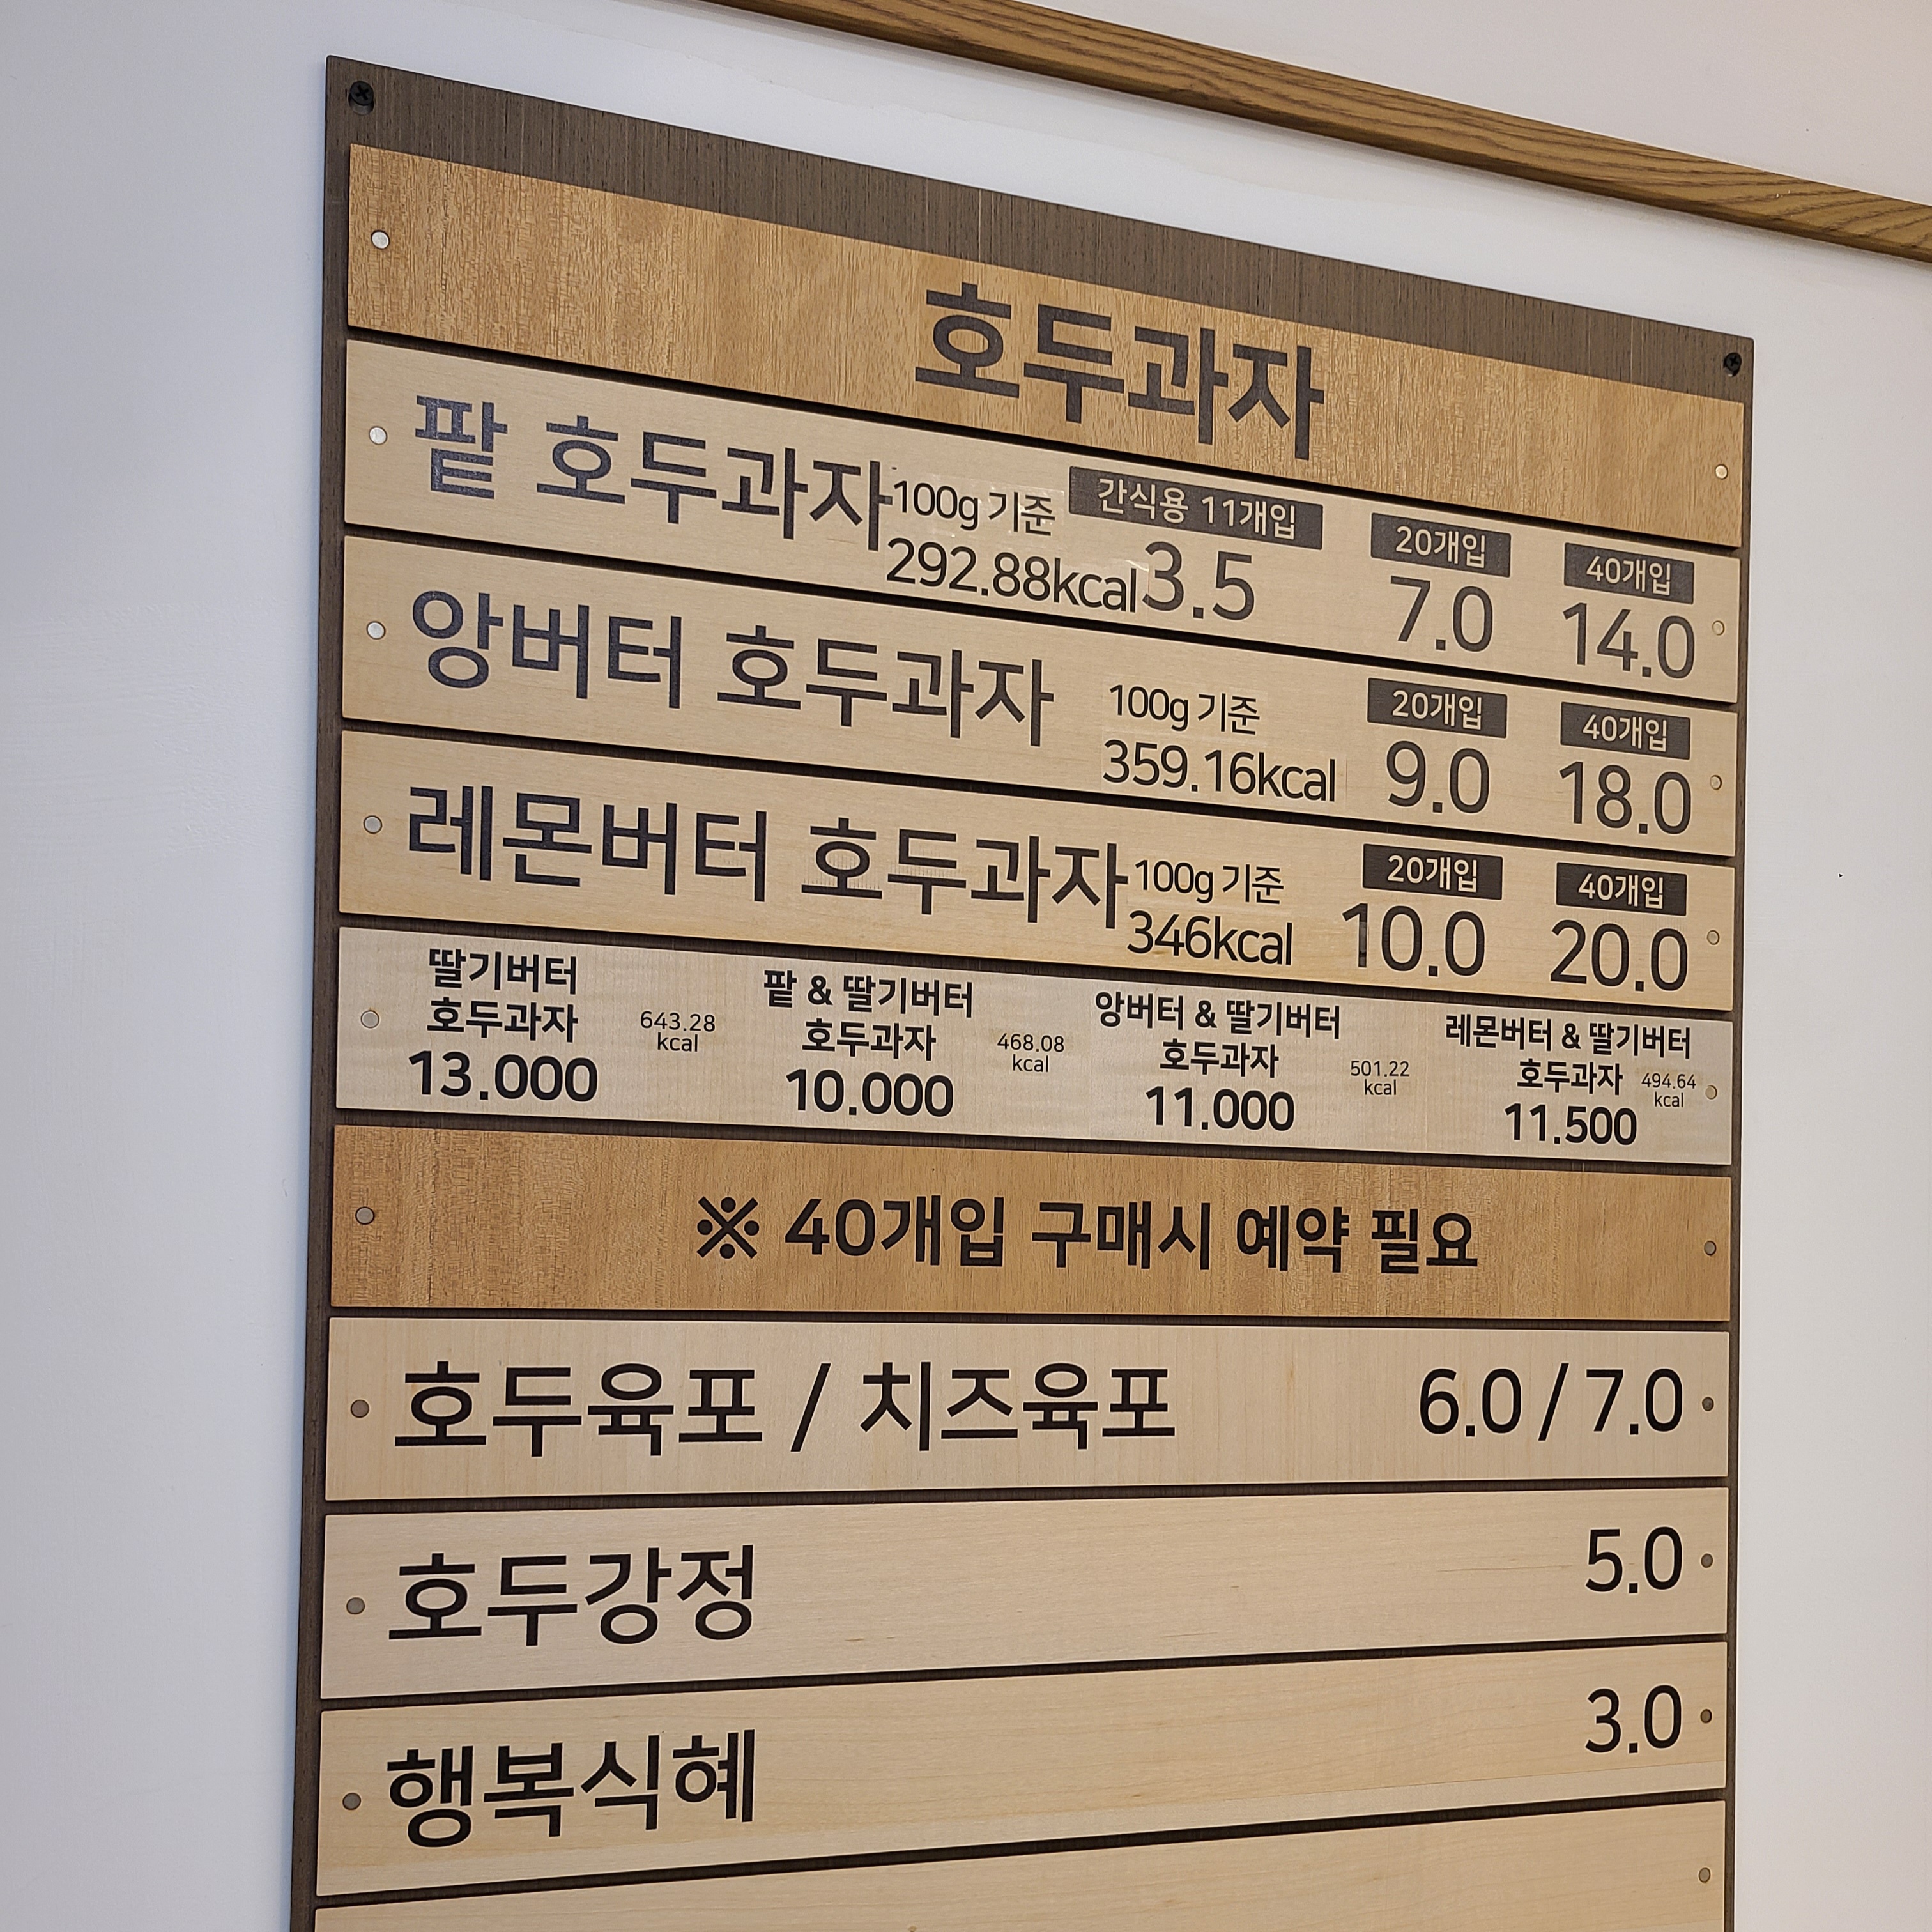 호두과자
팥 호두과자 100g 기준 292.88kcal 간식용 11개입 3.5 20개입 7.0 40개입 14.0
앙버터 호두과자 100g 기준 359.16kcal 20개입 9.0 40개입 18.0
레몬버터 호두과자 100g 기준 346kcal 20개입 10.0 40개입 20.0
딸기버터
호두과자
13.000
643.28
kcal
팥 & 딸기버터
호두과자
10.000
468.08
kcal
앙버터 & 딸기버터
호두과자
11.000
501.22
kcal
레몬버터 & 딸기버터
호두과자
11.500
494.64
kcal
※ 40개입 구매시 예약 필요
호두육포 / 치즈육포 6.0 / 7.0
호두강정 5.0
행복식혜 3.0